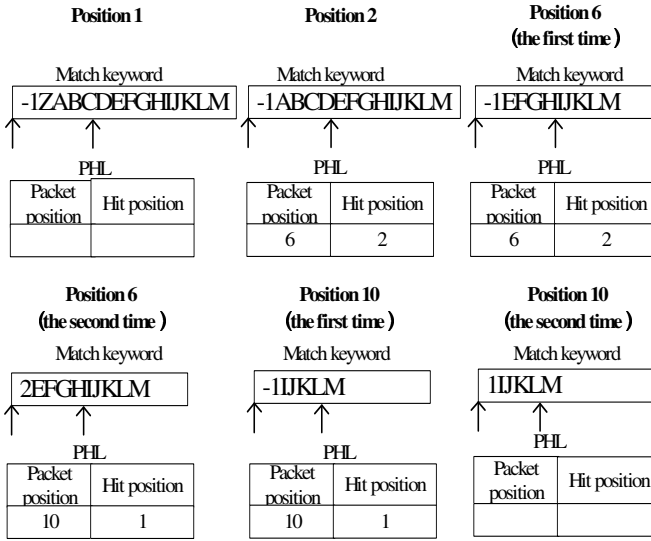 Position 1
Match keyword
-1ZABCDEFGHIJKLM
PHL
Packet position
Hit position
Position 2
Match keyword
-1ABCDEFGHIJKLM
PHL
Packet position
Hit position
6
2
Position 6
(the first time)
Match keyword
-1EFGHIJKLM
PHL
Packet position
Hit position
6
2
Position 6
(the second time)
Match keyword
2EFGHIJKLM
PHL
Packet position
Hit position
10
1
Position 10
(the first time)
Match keyword
-1IJKLM
PHL
Packet position
Hit position
10
1
Position 10
(the second time)
Match keyword
1IJKLM
PHL
Packet position
Hit position